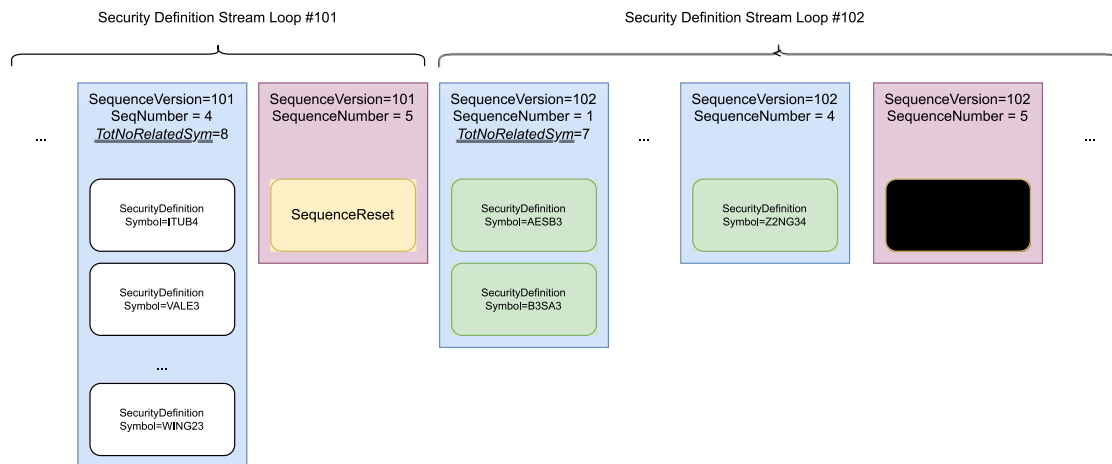 Security Definition Stream Loop #101
Security Definition Stream Loop #102
...
SequenceVersion=101
SeqNumber = 4
TotNoRelatedSym=8
SecurityDefinition
Symbol=ITUB4
SecurityDefinition
Symbol=VALE3
...
SecurityDefinition
Symbol=WING23
SequenceVersion=101
SequenceNumber = 5
SequenceReset
SequenceVersion=102
SequenceNumber = 1
TotNoRelatedSym=7
SecurityDefinition
Symbol=AESB3
SecurityDefinition
Symbol=B3SA3
...
SequenceVersion=102
SequenceNumber = 4
SecurityDefinition
Symbol=Z2NG34
SequenceVersion=102
SequenceNumber = 5
...